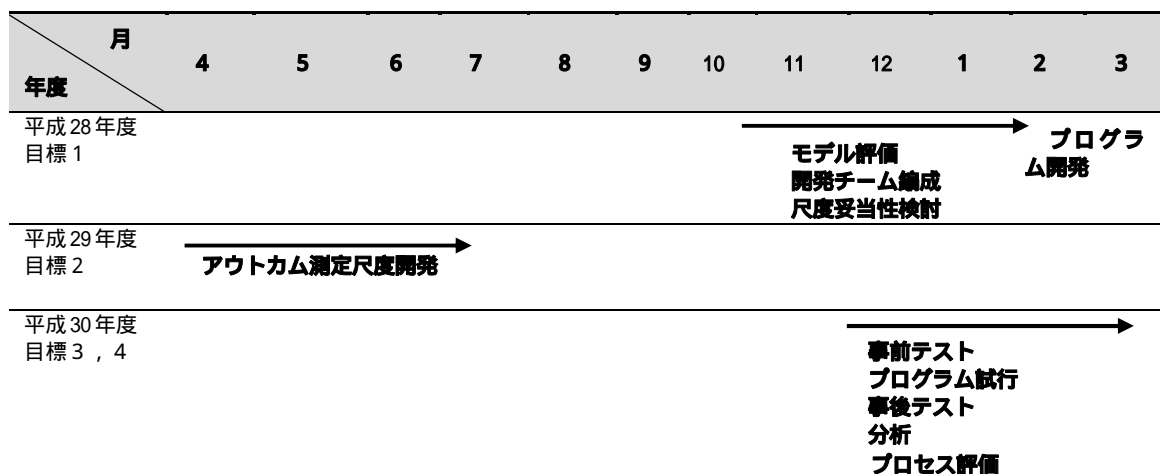 月
年度
4 5 6 7 8 9 10 11 12 1 2 3
平成28年度
目標1
モデル評価
開発チーム編成
尺度妥当性検討
プログラ
ム開発
平成29年度
目標2
アウトカム測定尺度開発
平成30年度
目標3，4
事前テスト
プログラム試行
事後テスト
分析
プロセス評価